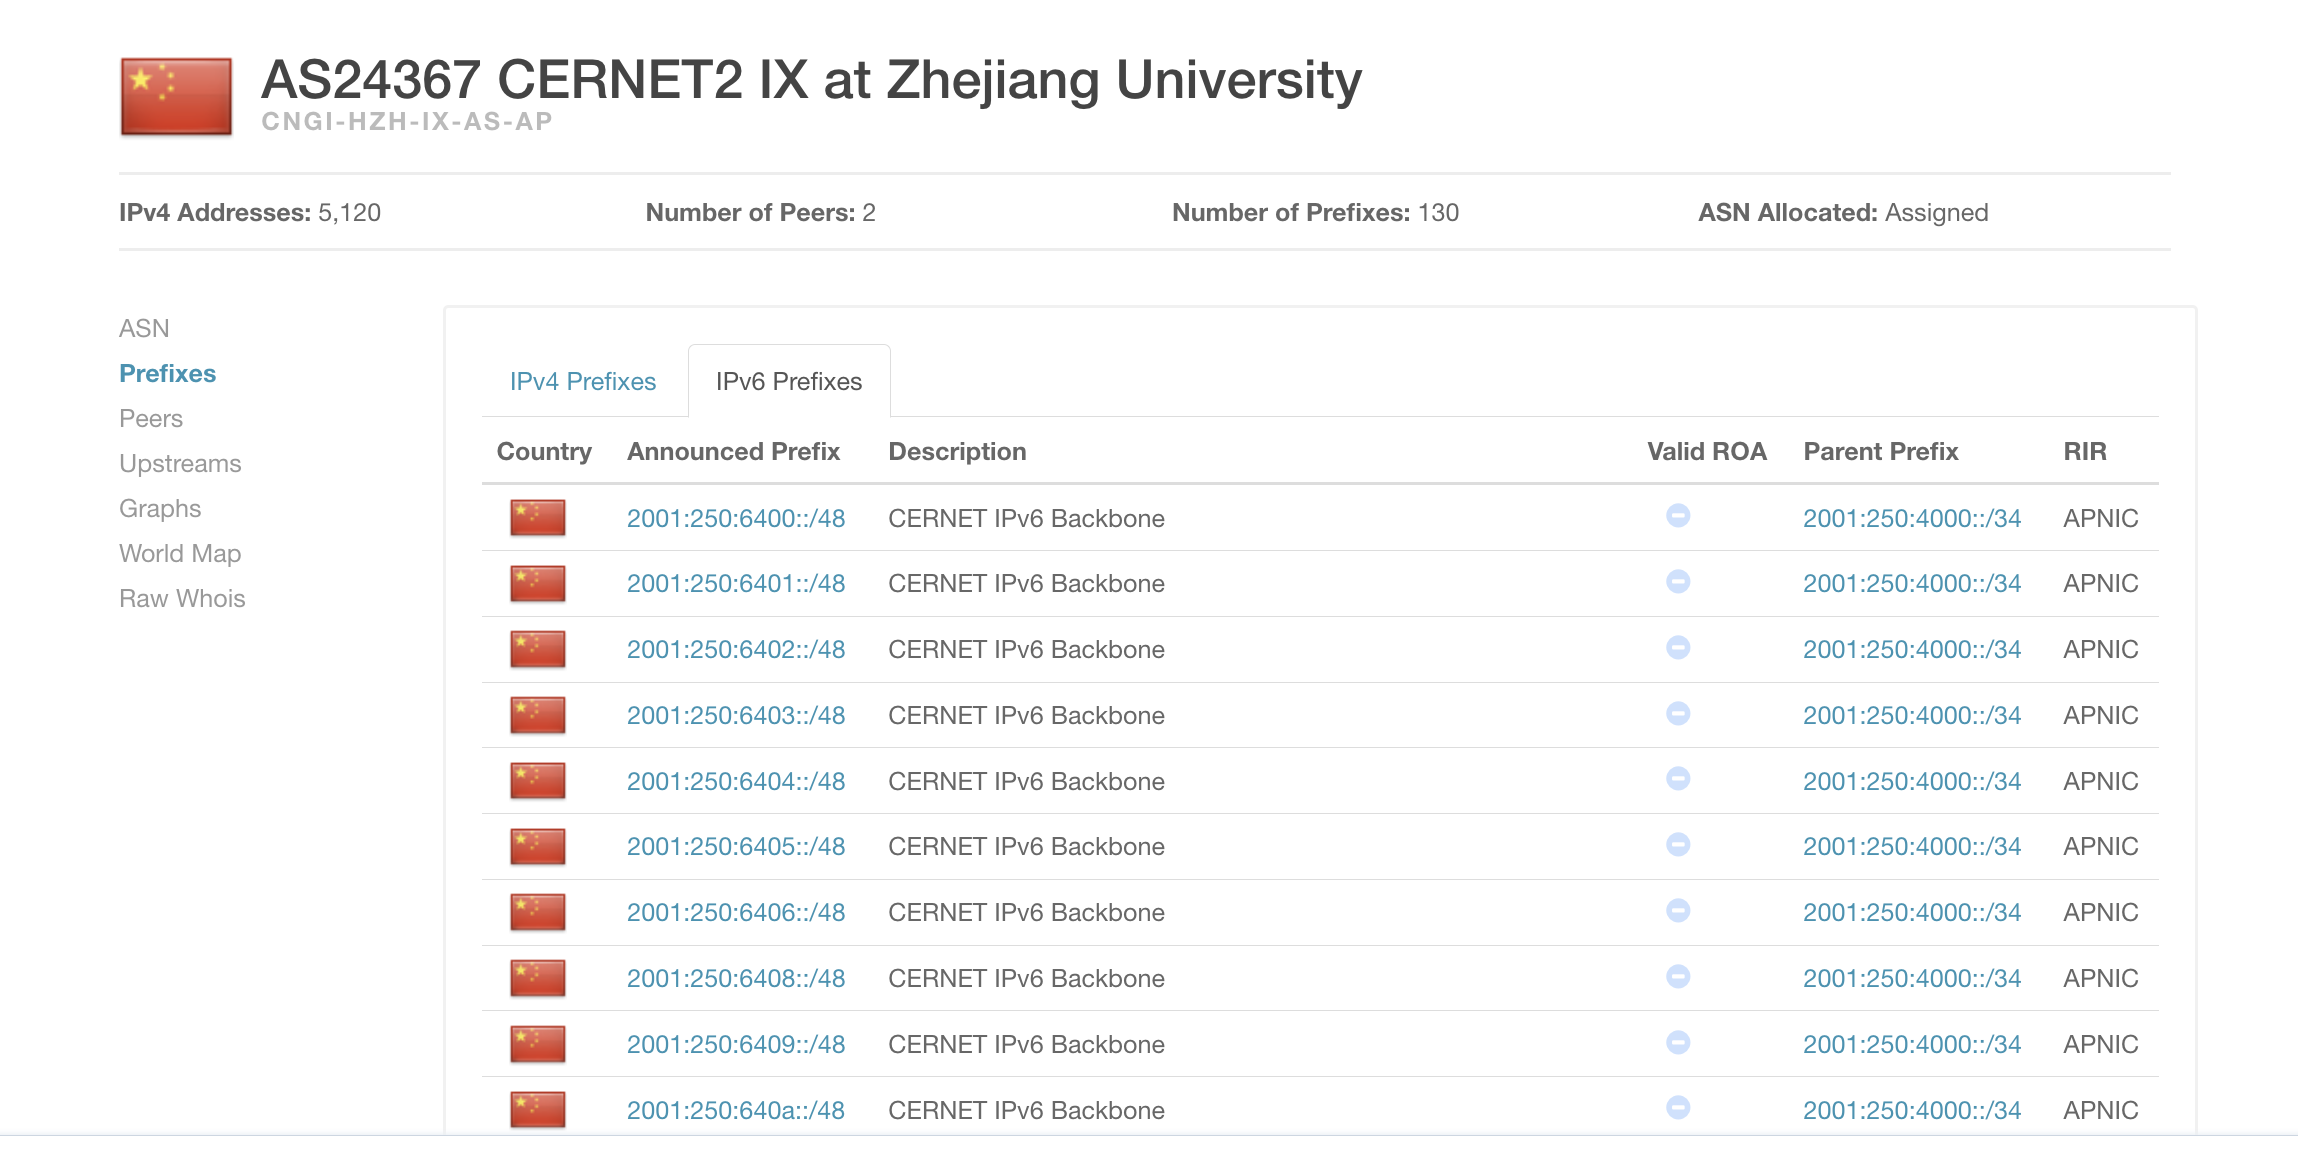 AS24367 CERNET2 IX at Zhejiang University
CNGI-HZH-IX-AS-AP
IPv4 Addresses: 5,120 Number of Peers: 2 Number of Prefixes: 130 ASN Allocated: Assigned
ASN
Prefixes
Peers
Upstreams
Graphs
World Map
Raw Whois
IPv4 Prefixes IPv6 Prefixes
Country Announced Prefix Description Valid ROA Parent Prefix RIR
2001:250:6400::/48 CERNET IPv6 Backbone 2001:250:4000::/34 APNIC
2001:250:6401::/48 CERNET IPv6 Backbone 2001:250:4000::/34 APNIC
2001:250:6402::/48 CERNET IPv6 Backbone 2001:250:4000::/34 APNIC
2001:250:6403::/48 CERNET IPv6 Backbone 2001:250:4000::/34 APNIC
2001:250:6404::/48 CERNET IPv6 Backbone 2001:250:4000::/34 APNIC
2001:250:6405::/48 CERNET IPv6 Backbone 2001:250:4000::/34 APNIC
2001:250:6406::/48 CERNET IPv6 Backbone 2001:250:4000::/34 APNIC
2001:250:6408::/48 CERNET IPv6 Backbone 2001:250:4000::/34 APNIC
2001:250:6409::/48 CERNET IPv6 Backbone 2001:250:4000::/34 APNIC
2001:250:640a::/48 CERNET IPv6 Backbone 2001:250:4000::/34 APNIC